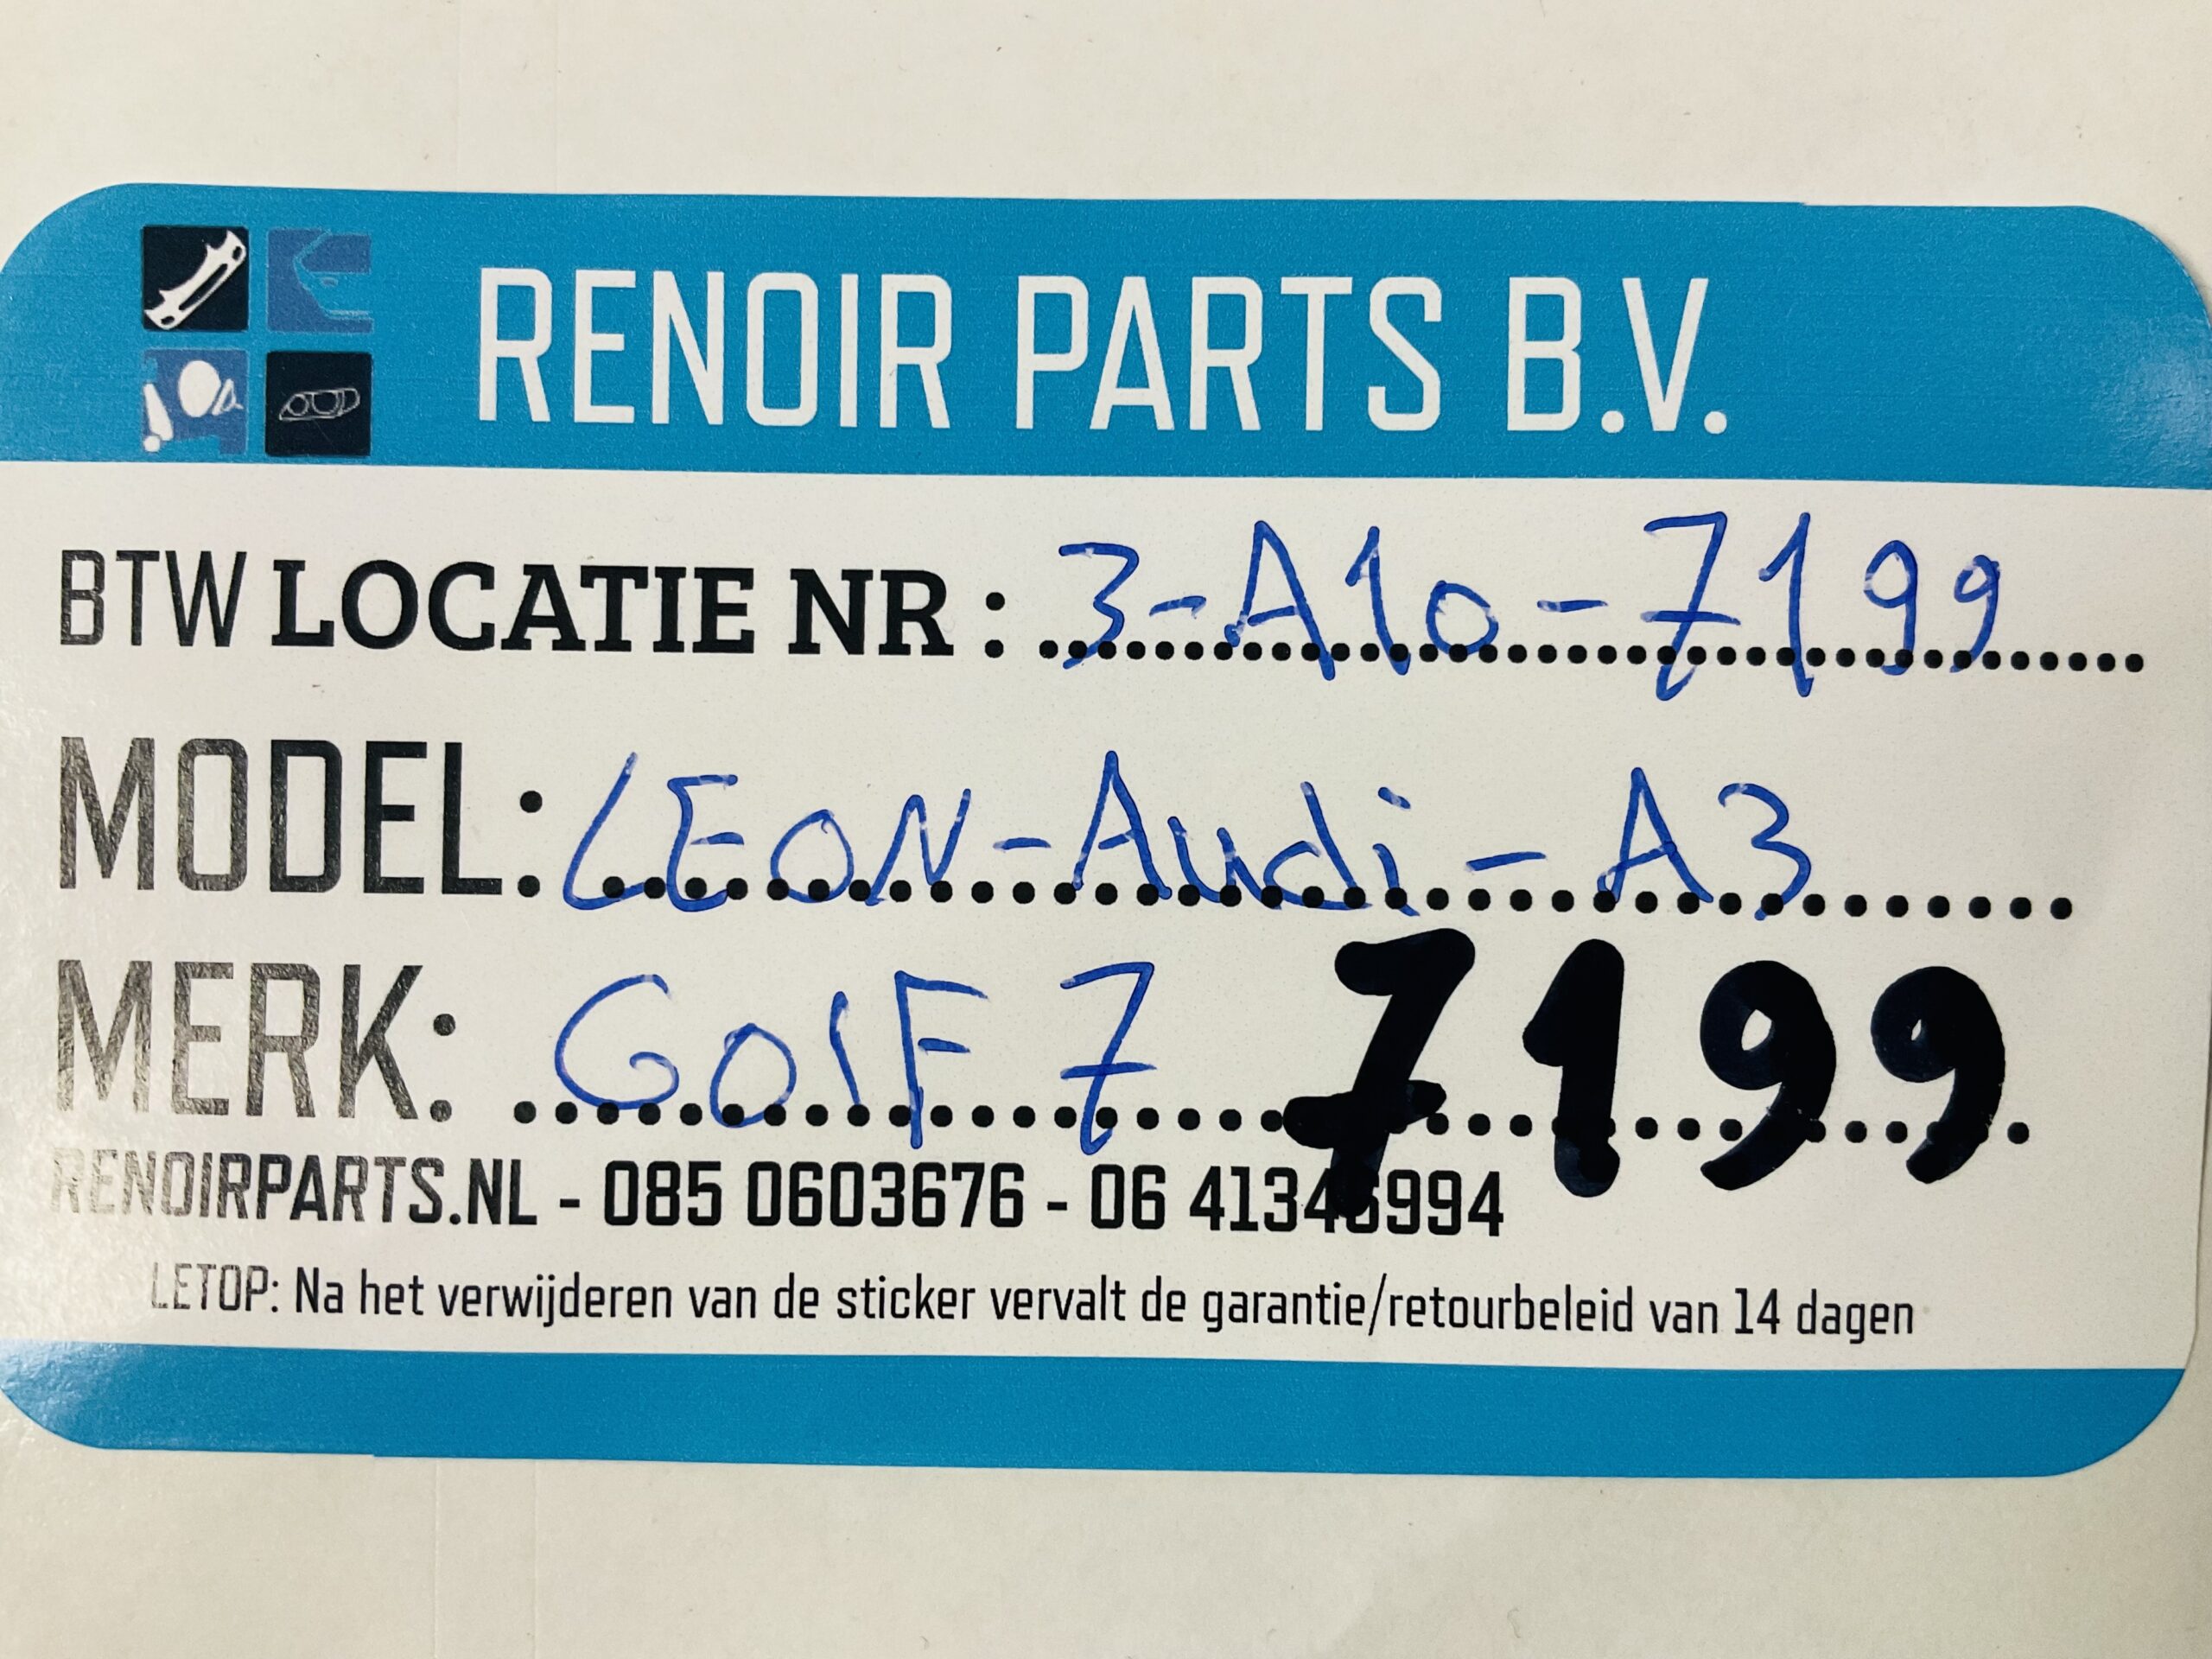 RENOIR PARTS B.V.
BTW LOCATIE NR : 3-A10-7199
MODEL: LEON-Audi-A3
MERK: GOlF 7 7199
RENOIRPARTS.NL - 085 0603676 - 06
LETOP: Na het verwijderen van de sticker vervalt de garantie/retourbeleid van 14 dagen